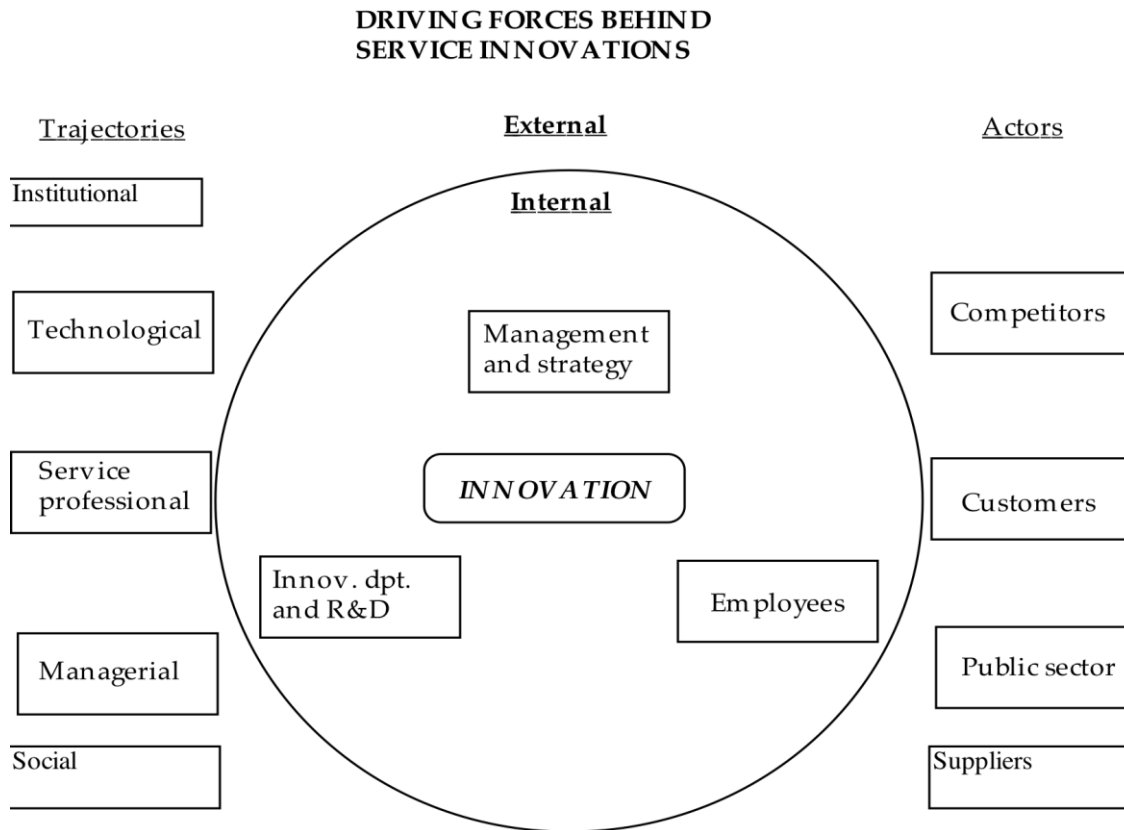 DRIVING FORCES BEHIND
SERVICE INNOVATIONS
Trajectories
External
Actors
Institutional
Internal
Technological
Management
and strategy
Competitors
Service
professional
INNOVATION
Customers
Innov. dpt.
and R&D
Employees
Managerial
Public sector
Social
Suppliers